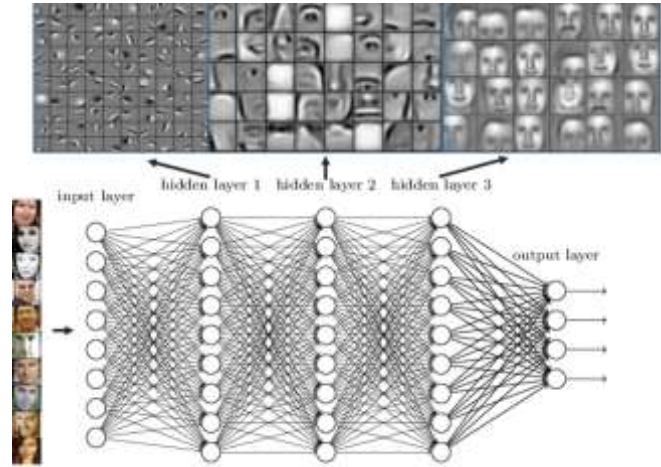 hidden layer 1 hidden layer 2 hidden layer 3
input layer
output layer